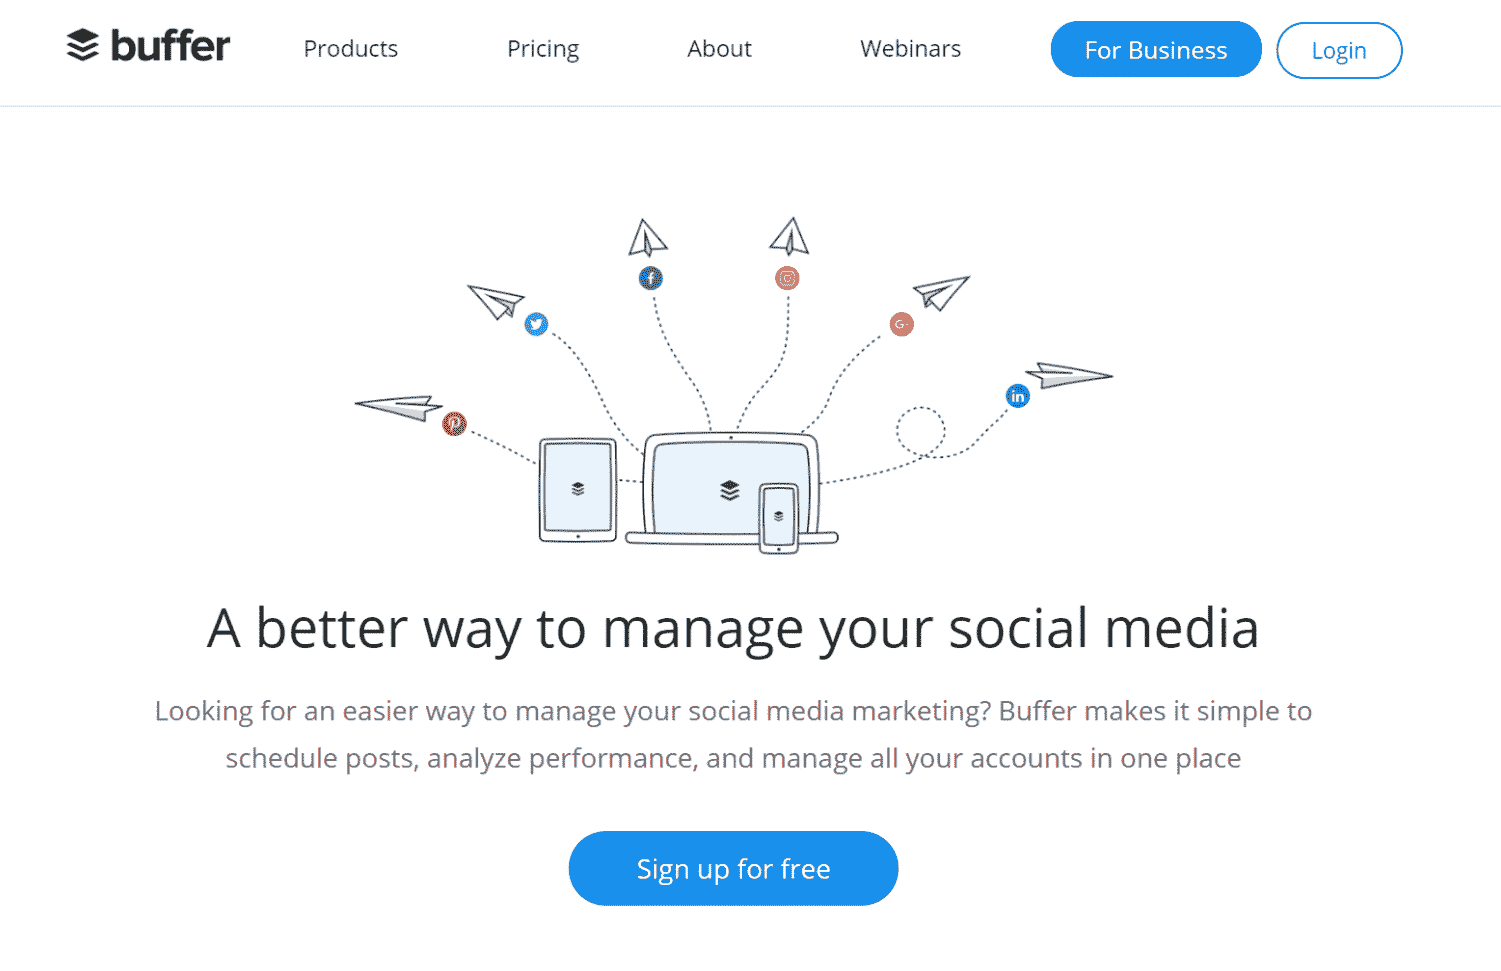 buffer
Products
Pricing
About
Webinars
For Business
Login
f
G+
in
A better way to manage your social media
Looking for an easier way to manage your social media marketing? Buffer makes it simple to
schedule posts, analyze performance, and manage all your accounts in one place
Sign up for free